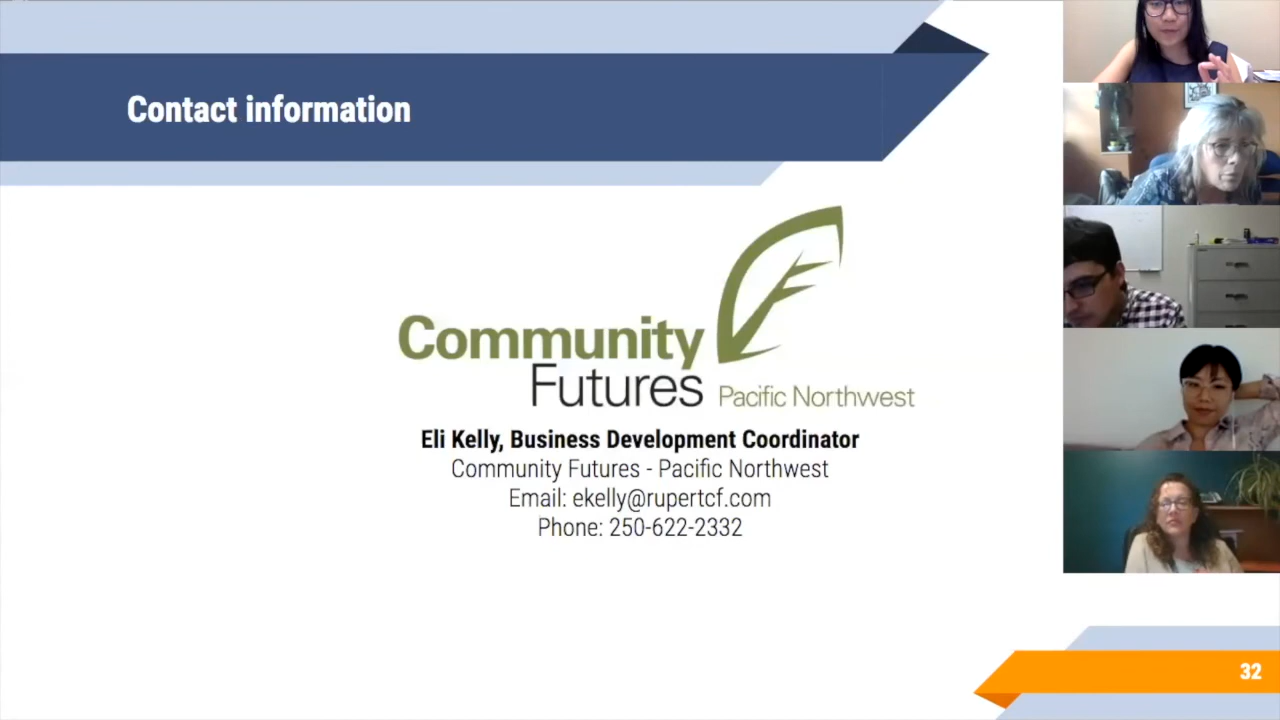 Contact information
Community
Futures Pacific Northwest
Eli Kelly, Business Development Coordinator
Community Futures - Pacific Northwest
Email: ekelly@rupertcf.com
Phone: 250-622-2332
32